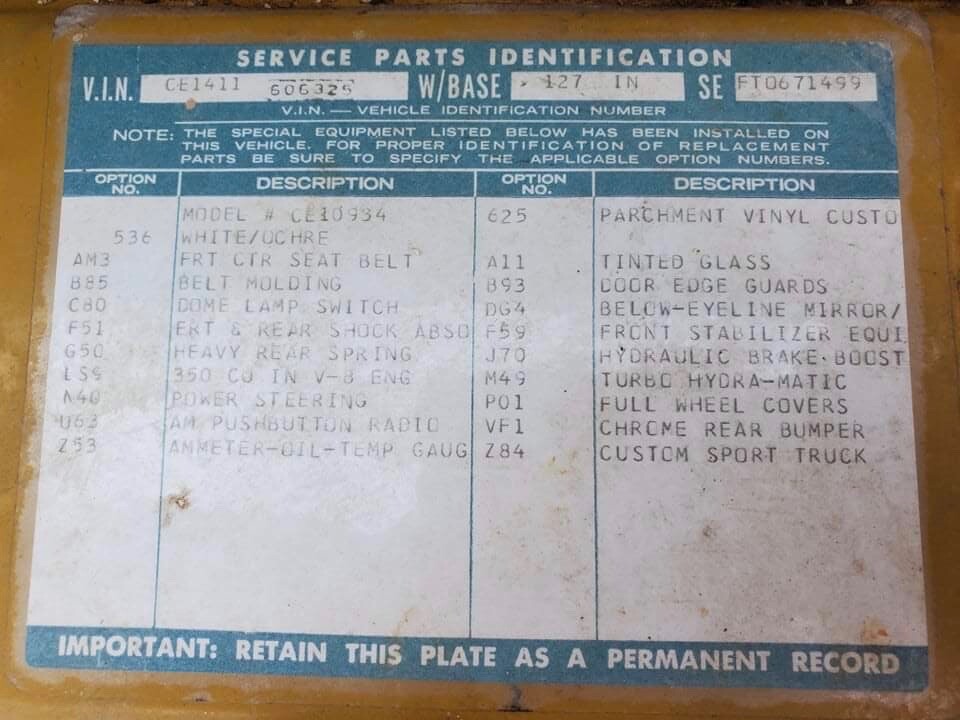 SERVICE PARTS IDENTIFICATION
V.I.N. CE1411 606325 W/BASE 127 IN SE FT0671499
V.I.N. — VEHICLE IDENTIFICATION NUMBER
NOTE: THE SPECIAL EQUIPMENT LISTED BELOW HAS BEEN INSTALLED ON
THIS VEHICLE. FOR PROPER IDENTIFICATION OF REPLACEMENT
PARTS BE SURE TO SPECIFY THE APPLICABLE OPTION NUMBERS.
OPTION NO. DESCRIPTION OPTION NO. DESCRIPTION
MODEL # CE10934 625 PARCHMENT VINYL CUSTO
536 WHITE/OCHRE
AM3 FRT CTR SEAT BELT A11 TINTED GLASS
B85 BELT MOLDING B93 DOOR EDGE GUARDS
C80 DOME LAMP SWITCH DG4 BELOW-EYELINE MIRROR/
F51 FRT & REAR SHOCK ABSO F59 FRONT STABILIZER EQUI
G50 HEAVY REAR SPRING J70 HYDRAULIC BRAKE BOOST
LS9 350 CU IN V-8 ENG M49 TURBO HYDRA-MATIC
N40 POWER STEERING P01 FULL WHEEL COVERS
U63 AM PUSHBUTTON RADIO VF1 CHROME REAR BUMPER
Z53 AMMETER-OIL-TEMP GAUG Z84 CUSTOM SPORT TRUCK
IMPORTANT: RETAIN THIS PLATE AS A PERMANENT RECORD